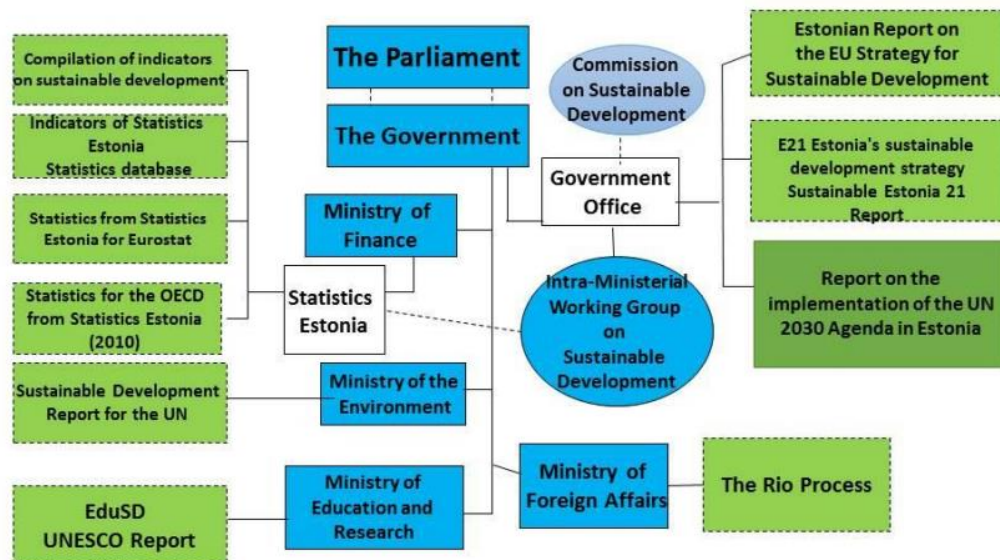 Compilation of indicators
on sustainable development
Indicators of Statistics
Estonia
Statistics database
Statistics from Statistics
Estonia for Eurostat
Statistics for the OECD
from Statistics Estonia
(2010)
Sustainable Development
Report for the UN
EduSD
UNESCO Report
The Parliament
The Government
Ministry of
Finance
Statistics
Estonia
Ministry of the
Environment
Ministry of
Education and
Research
Commission
on Sustainable
Development
Government
Office
Intra-Ministerial
Working Group
on
Sustainable
Development
Ministry of
Foreign Affairs
Estonian Report on
the EU Strategy for
Sustainable Development
E21 Estonia's sustainable
development strategy
Sustainable Estonia 21
Report
Report on the
implementation of the UN
2030 Agenda in Estonia
The Rio Process